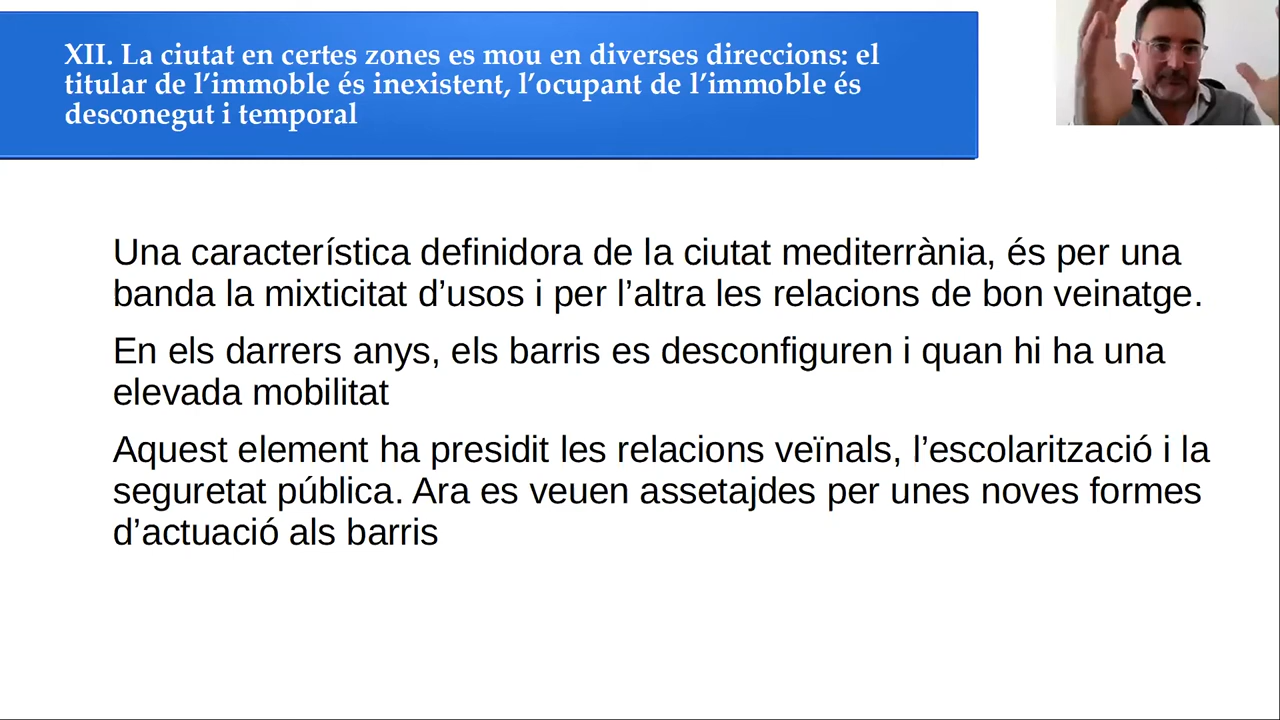 XII. La ciutat en certes zones es mou en diverses direccions: el
titular de l’immoble és inexistent, l’ocupant de l’immoble és
desconegut i temporal
Una característica definidora de la ciutat mediterrània, és per una
banda la mixticitat d’usos i per l’altra les relacions de bon veinatge.
En els darrers anys, els barris es desconfiguren i quan hi ha una
elevada mobilitat
Aquest element ha presidit les relacions veïnals, l’escolarització i la
seguretat pública. Ara es veuen assetajdes per unes noves formes
d’actuació als barris